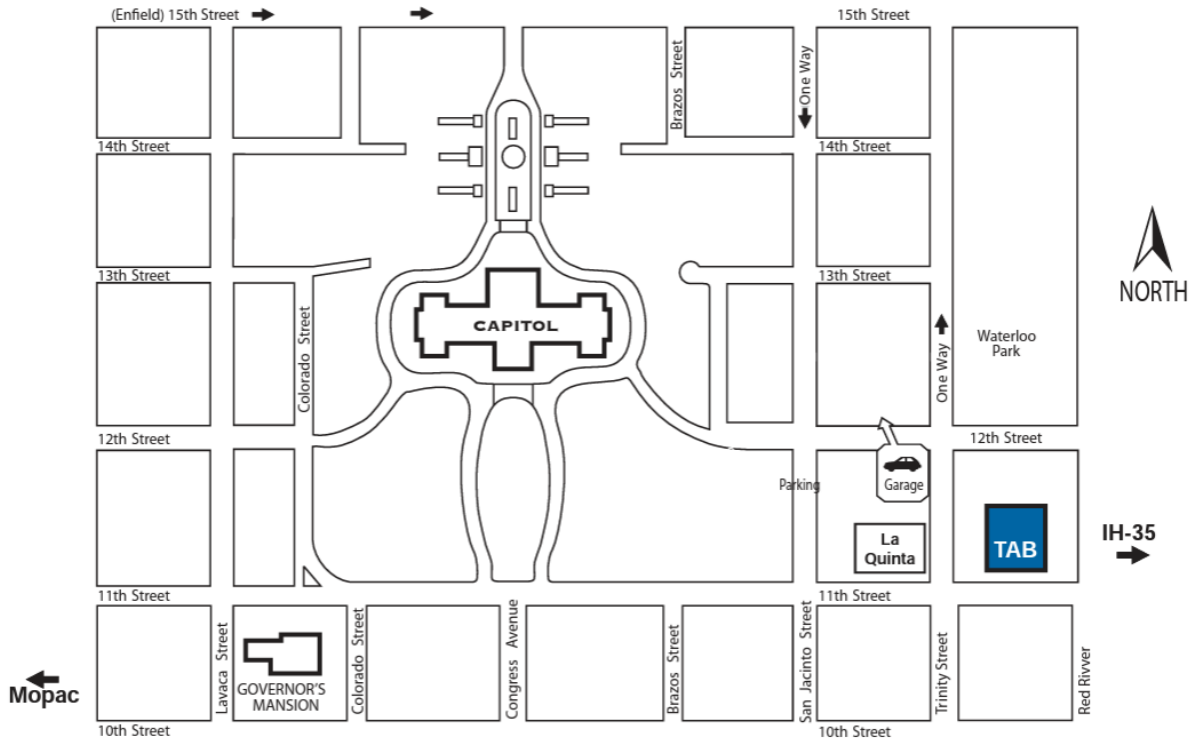 (Enfield) 15th Street
15th Street
Brazos Street
One Way
14th Street
14th Street
13th Street
13th Street
NORTH
CAPITOL
Colorado Street
One Way
Waterloo
Park
12th Street
12th Street
Parking
Garage
La
Quinta
TAB
IH-35
11th Street
11th Street
Lavaca Street
GOVERNOR'S
MANSION
Colorado Street
Congress Avenue
Brazos Street
San Jacinto Street
Trinity Street
Red Rivver
Mopac
10th Street
10th Street